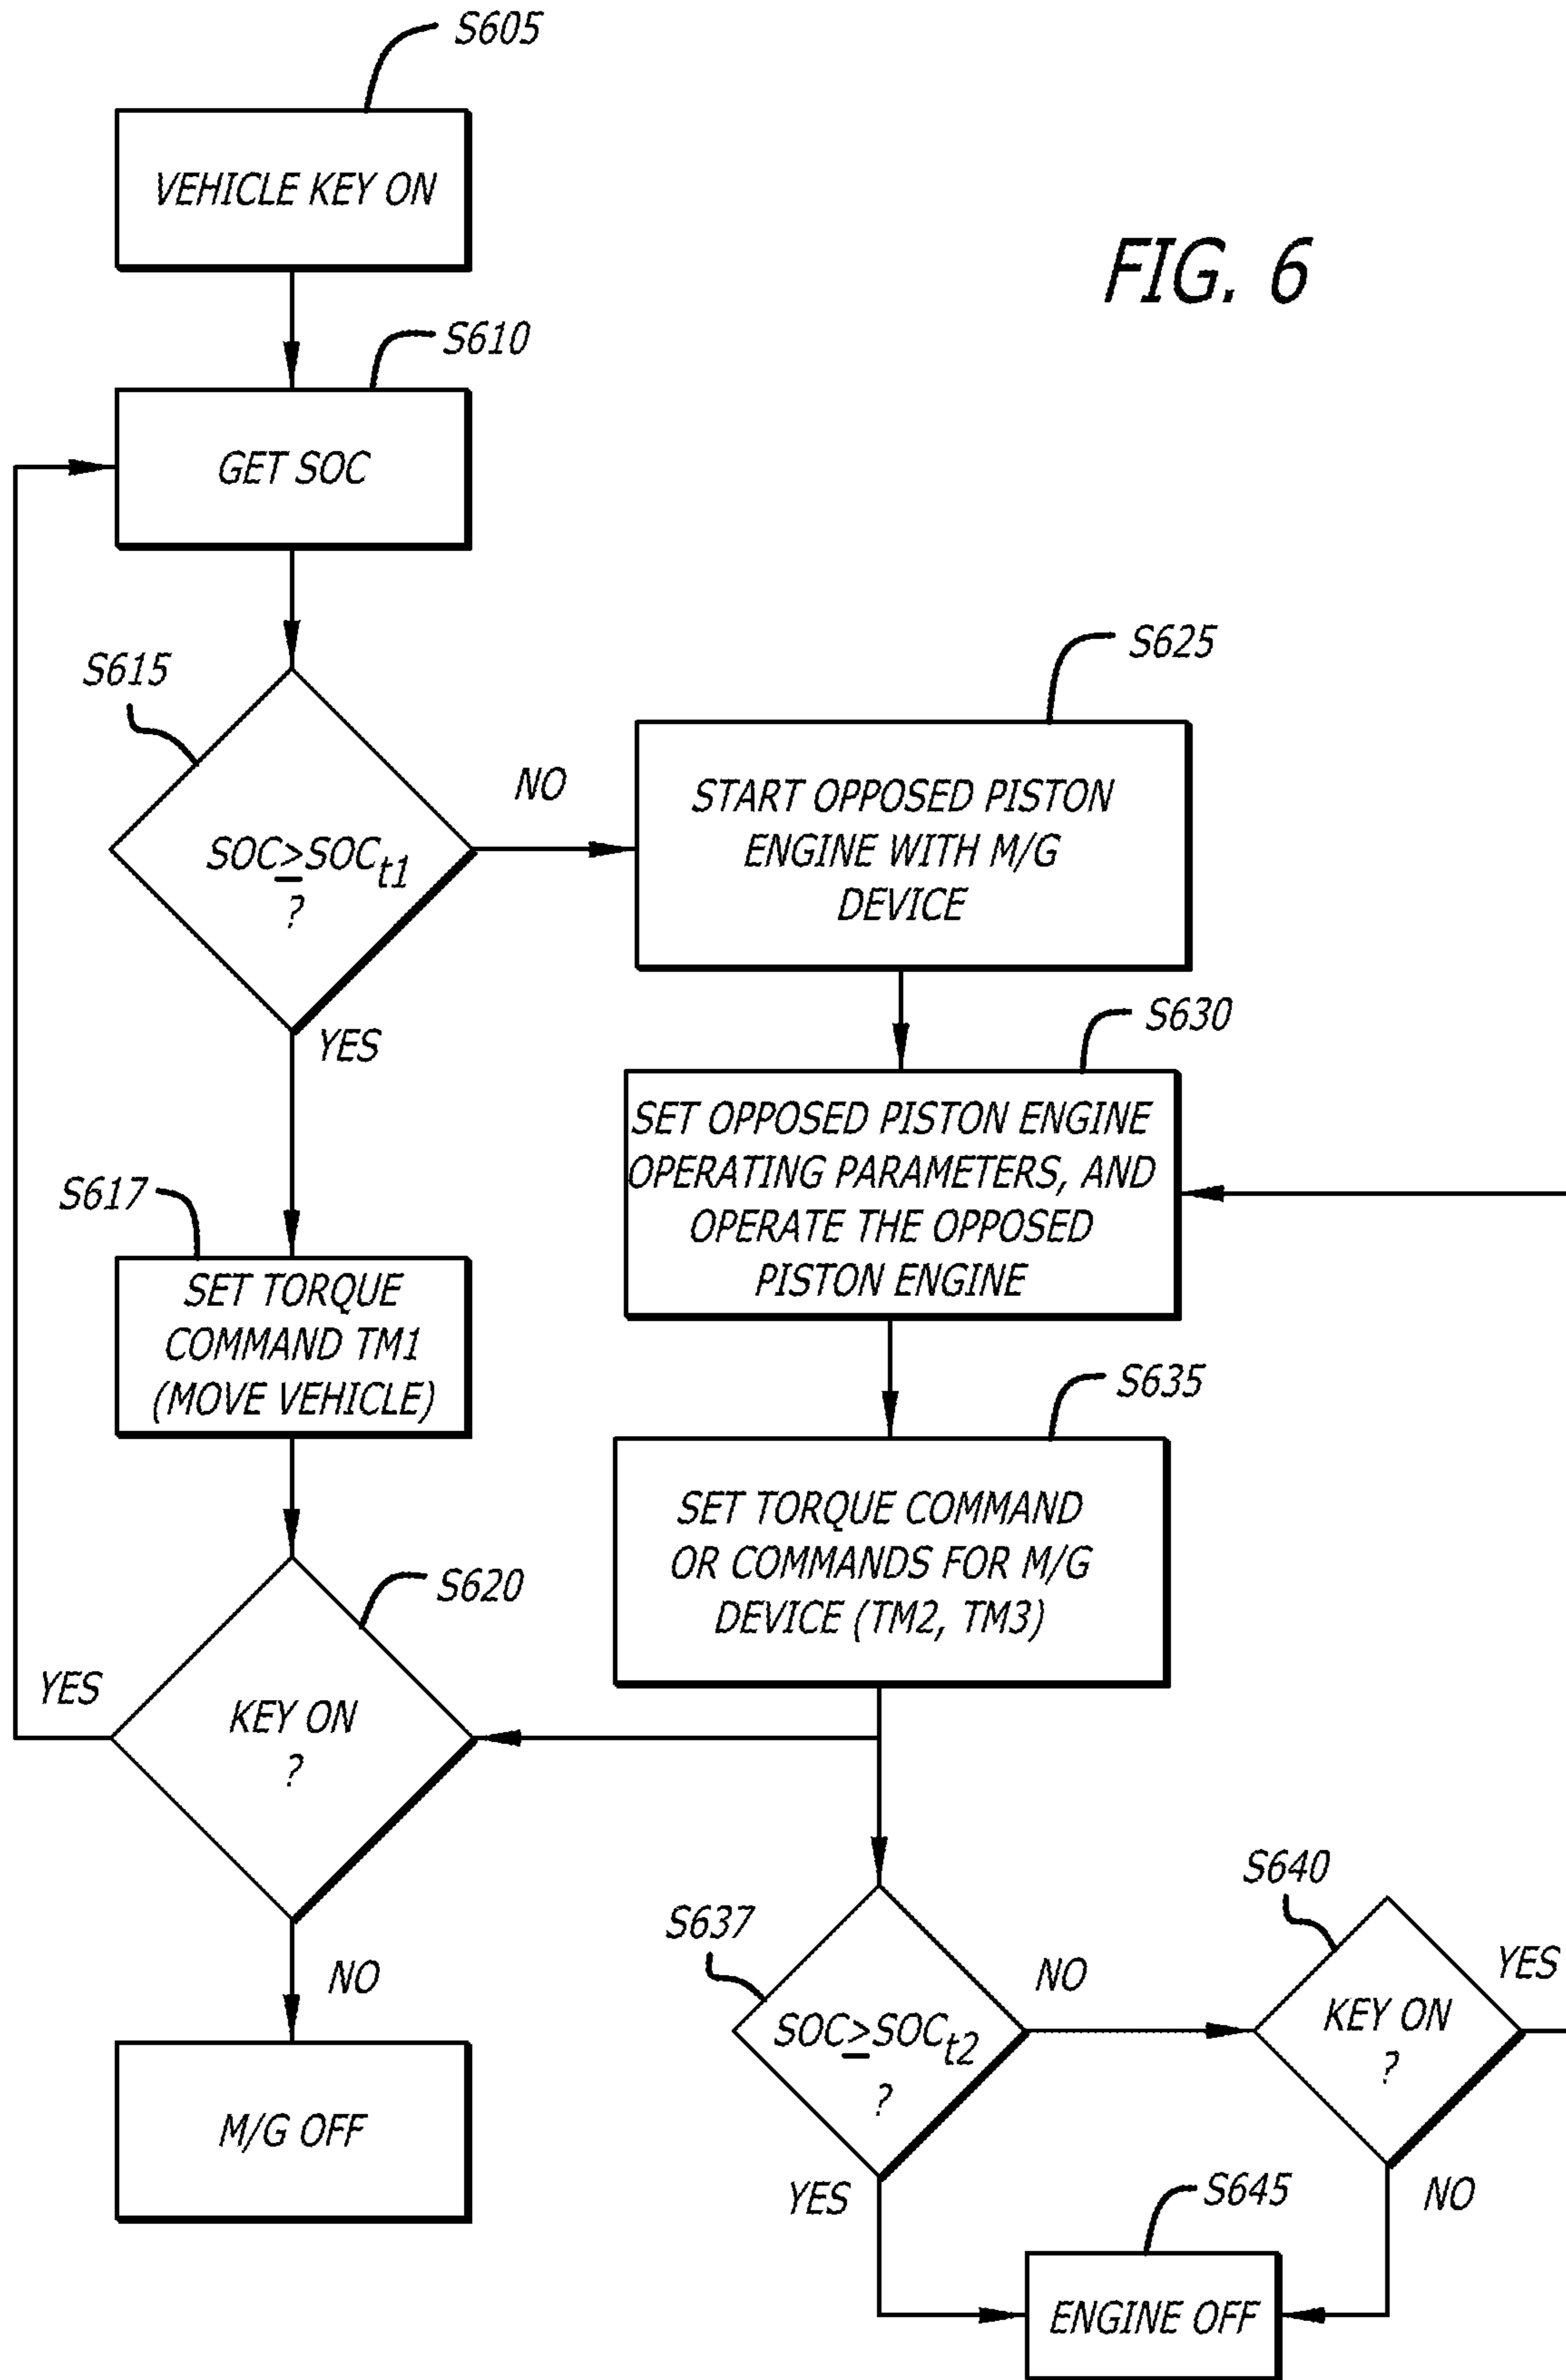 S605
VEHICLE KEY ON
FIG. 6
S610
GET SOC
S615
SOC≥SOCt1
?
NO
YES
S625
START OPPOSED PISTON
ENGINE WITH M/G
DEVICE
S630
SET OPPOSED PISTON ENGINE
OPERATING PARAMETERS, AND
OPERATE THE OPPOSED
PISTON ENGINE
S617
SET TORQUE
COMMAND TM1
(MOVE VEHICLE)
S635
SET TORQUE COMMAND
OR COMMANDS FOR M/G
DEVICE (TM2, TM3)
S620
YES
KEY ON
?
NO
M/G OFF
S637
SOC≥SOCt2
?
NO
YES
S640
KEY ON
?
YES
NO
S645
ENGINE OFF